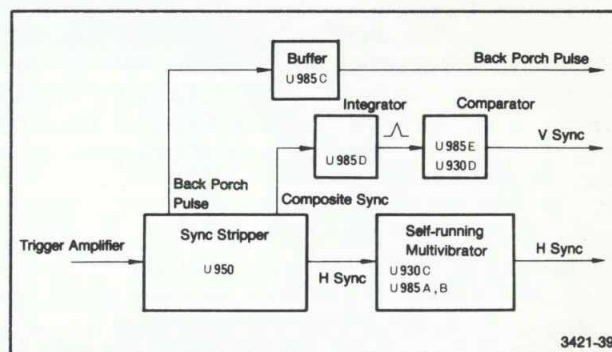 Buffer
U985C
Back Porch Pulse
Integrator
Comparator
U985D
U985E
U930D
V Sync
Back Porch
Pulse
Composite Sync
Trigger Amplifier
Sync Stripper
U950
H Sync
Self-running
Multivibrator
U930C
U985A, B
H Sync
3421-39